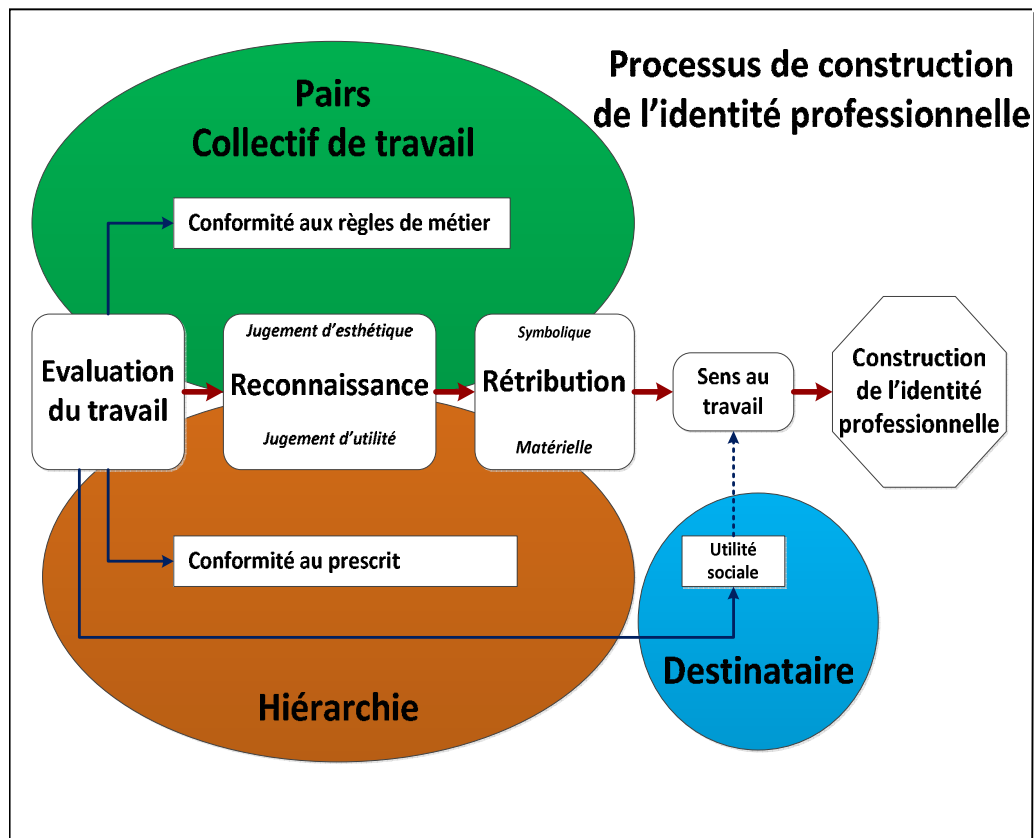 Processus de construction
de l'identité professionnelle
Pairs
Collectif de travail
Conformité aux règles de métier
Evaluation
du travail
Jugement d'esthétique
Reconnaissance
Jugement d'utilité
Symbolique
Rétribution
Matérielle
Sens au
travail
Construction
de l'identité
professionnelle
Conformité au prescrit
Utilité
sociale
Destinataire
Hiérarchie